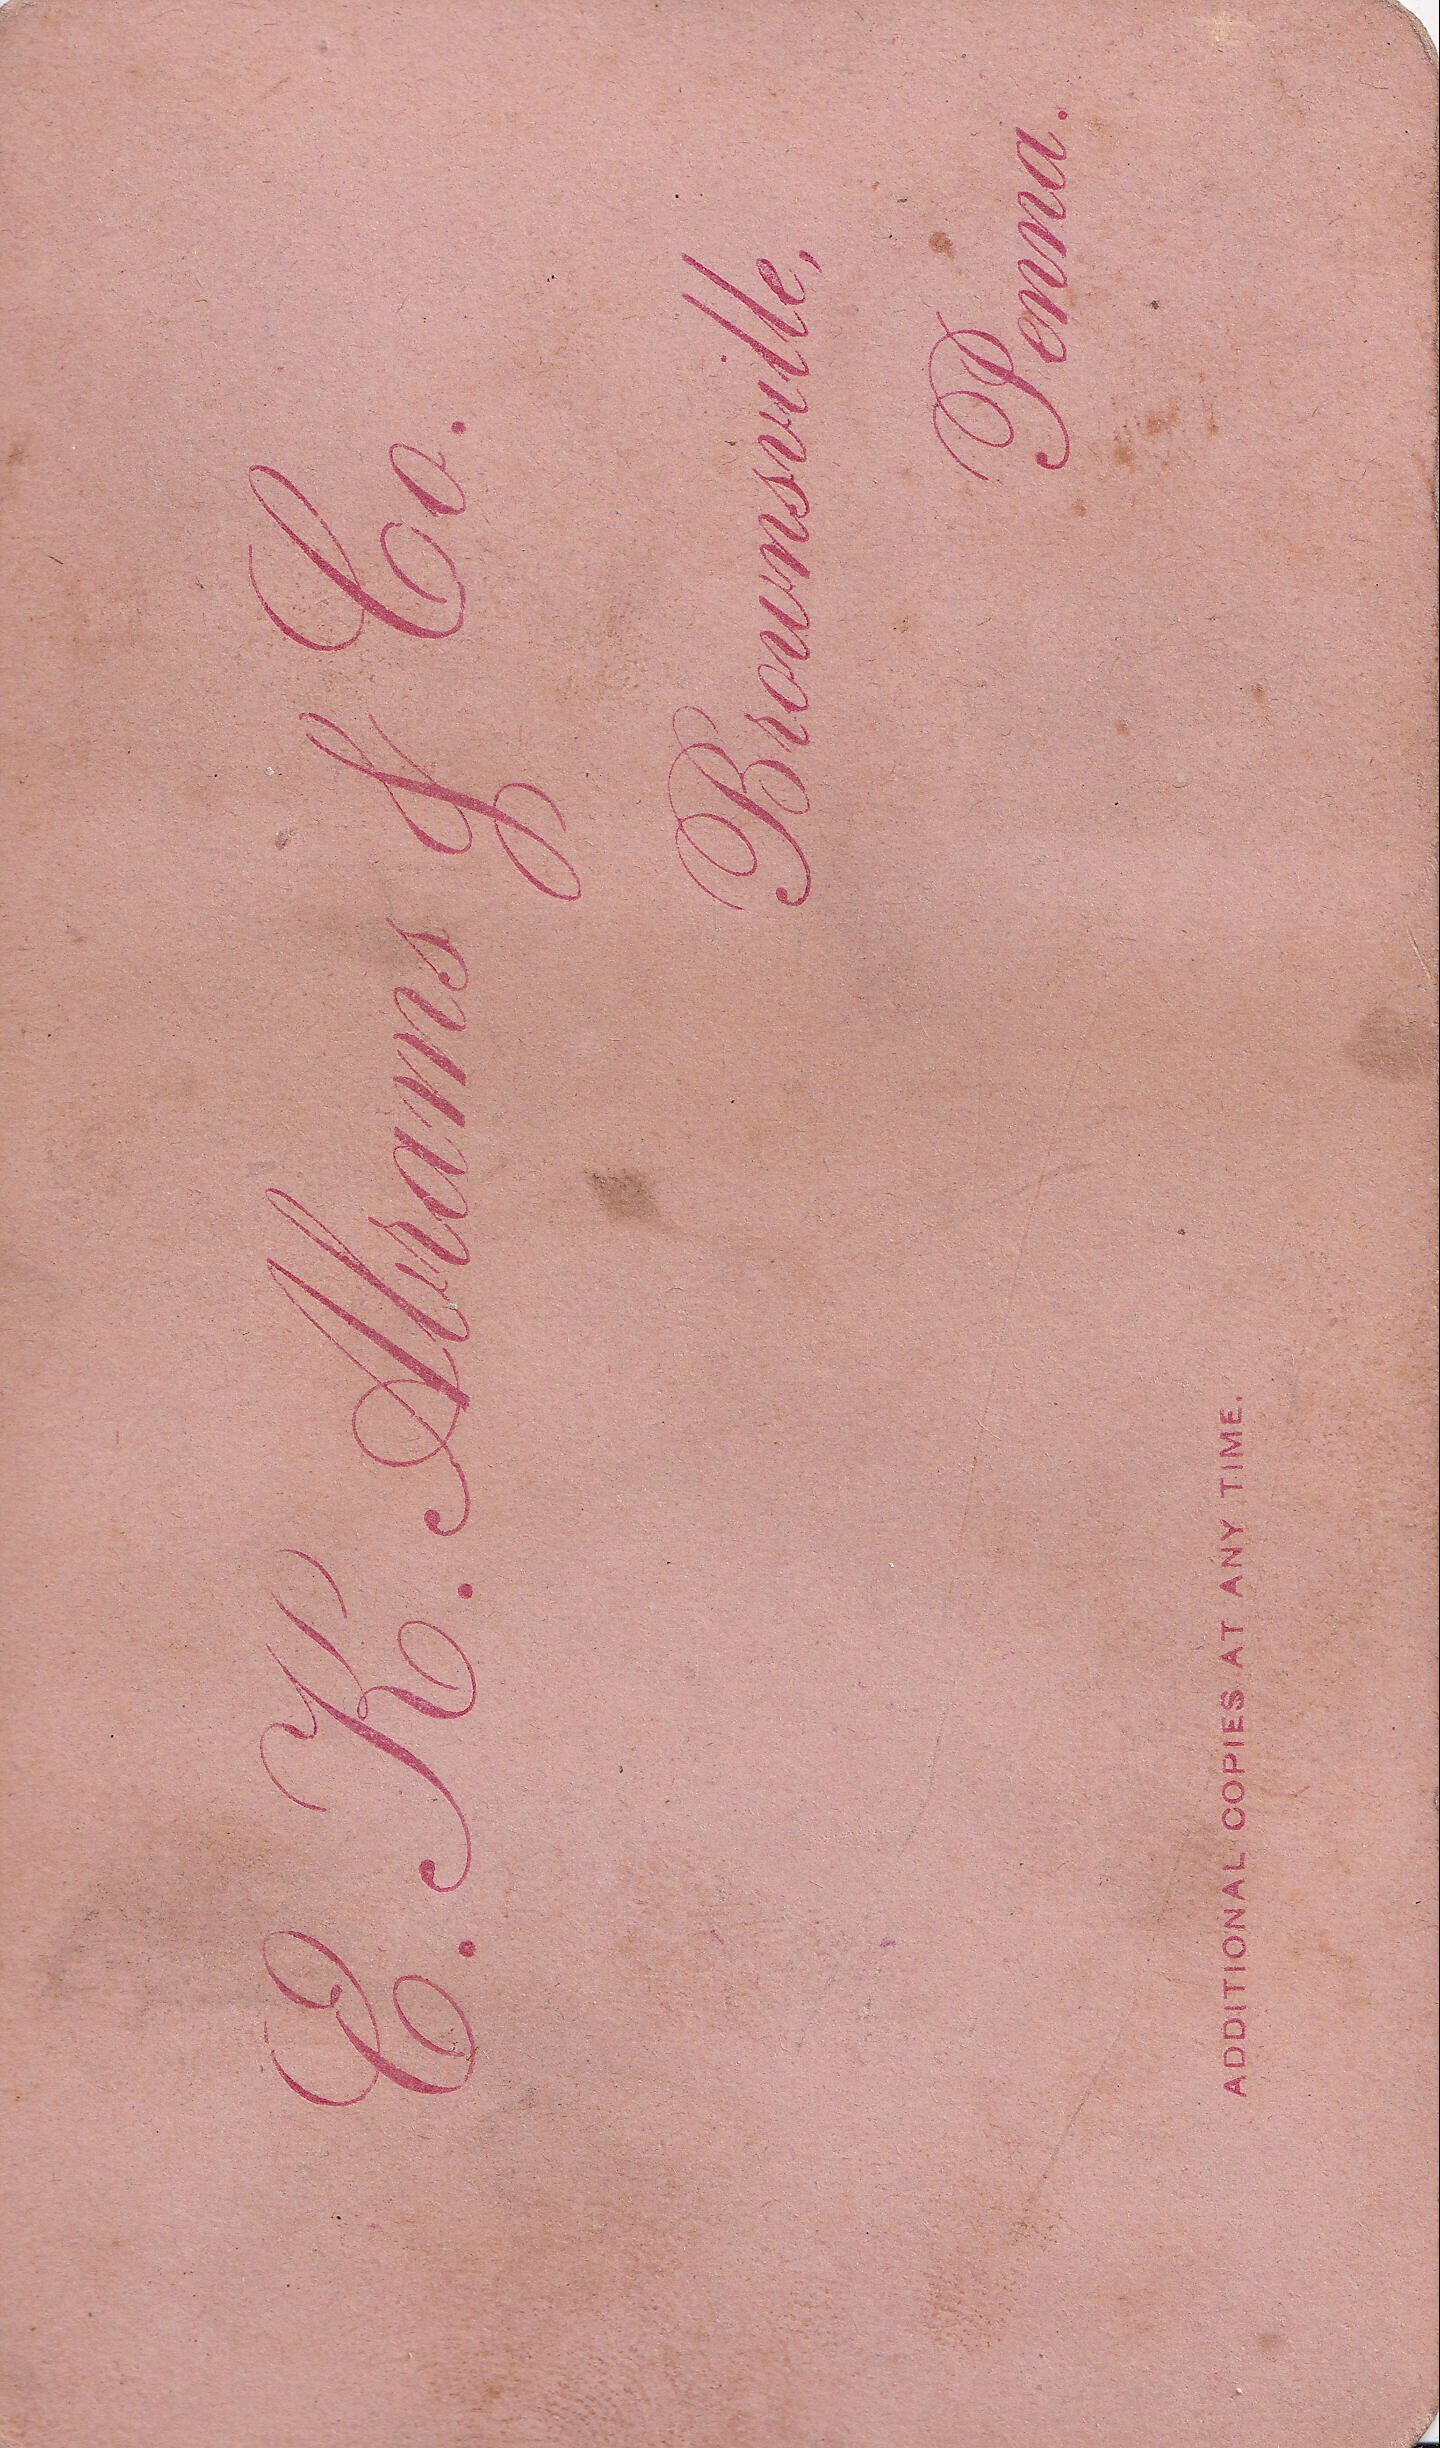 E. K. Abrams & Co.
Brownsville,
Penna.
ADDITIONAL COPIES AT ANY TIME.